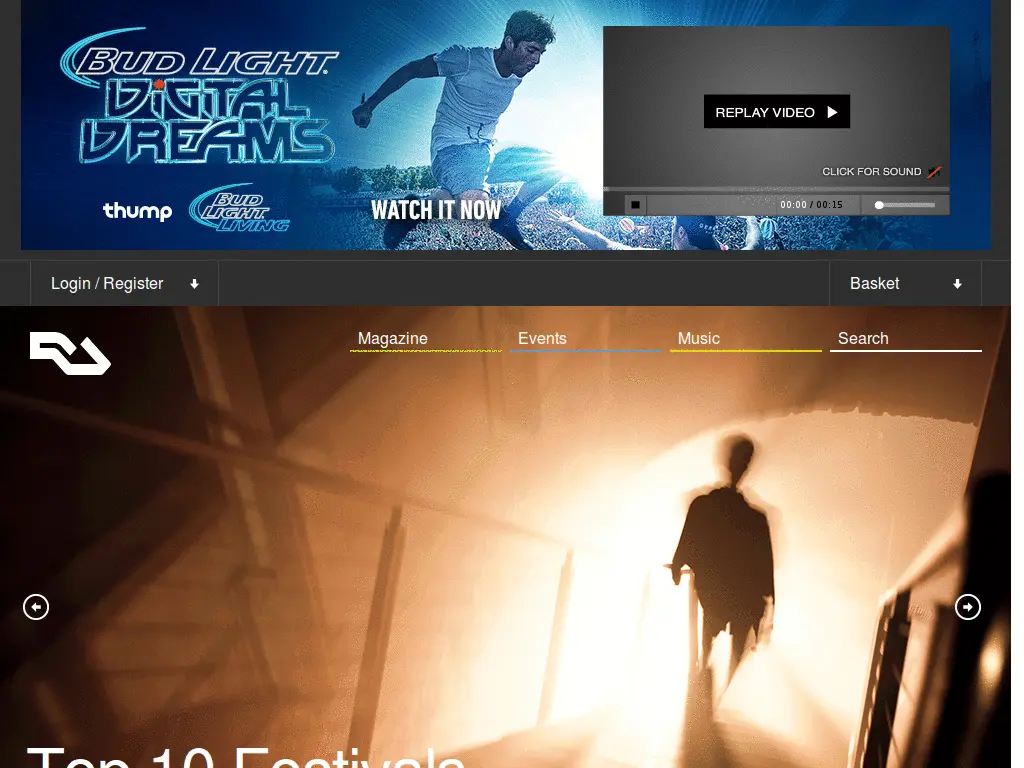 BUD LIGHT
DIGITAL
DREAMS
thump
BUD
LIGHT
LIVING
WATCH IT NOW
REPLAY VIDEO
CLICK FOR SOUND
00:00 / 00:15
Login / Register
Basket
Magazine
Events
Music
Search
Top 10 Festivals